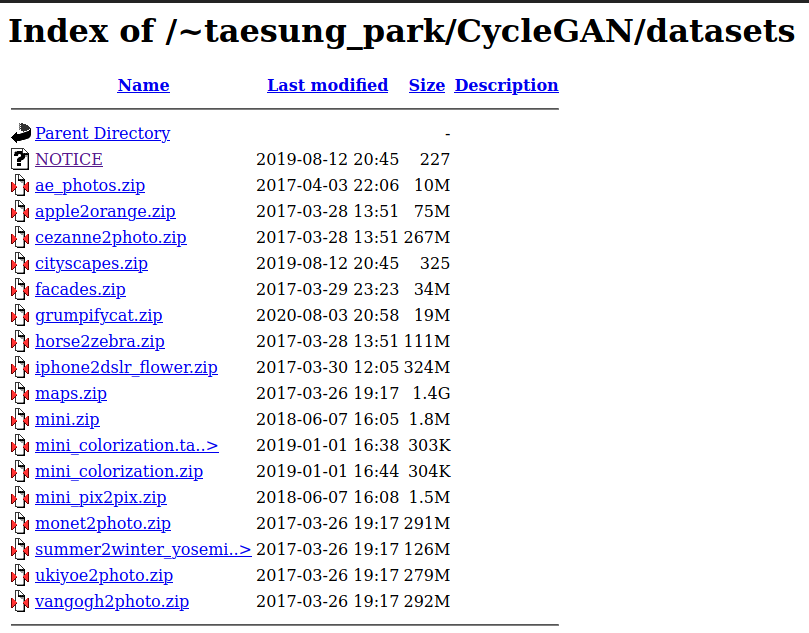 Index of /~taesung_park/CycleGAN/datasets
Name Last modified Size Description
Parent Directory -
? NOTICE 2019-08-12 20:45 227
ae_photos.zip 2017-04-03 22:06 10M
apple2orange.zip 2017-03-28 13:51 75M
cezanne2photo.zip 2017-03-28 13:51 267M
cityscapes.zip 2019-08-12 20:45 325
facades.zip 2017-03-29 23:23 34M
grumpifycat.zip 2020-08-03 20:58 19M
horse2zebra.zip 2017-03-28 13:51 111M
iphone2dslr_flower.zip 2017-03-30 12:05 324M
maps.zip 2017-03-26 19:17 1.4G
mini.zip 2018-06-07 16:05 1.8M
mini_colorization.ta..> 2019-01-01 16:38 303K
mini_colorization.zip 2019-01-01 16:44 304K
mini_pix2pix.zip 2018-06-07 16:08 1.5M
monet2photo.zip 2017-03-26 19:17 291M
summer2winter_yosemi..> 2017-03-26 19:17 126M
ukiyoe2photo.zip 2017-03-26 19:17 279M
vangogh2photo.zip 2017-03-26 19:17 292M